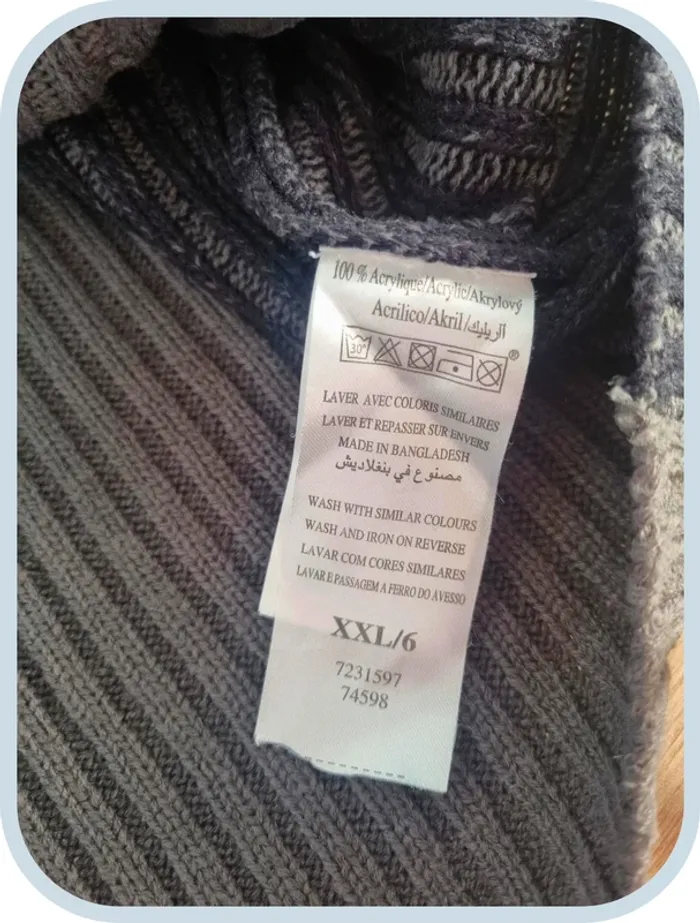 100 % Acrylique/Acrylic/Akrylový
Acrilico/Akril/أكريليك
30°
®
LAVER AVEC COLORIS SIMILAIRES
LAVER ET REPASSER SUR ENVERS
MADE IN BANGLADESH
مصنوع في بنغلاديش
WASH WITH SIMILAR COLOURS
WASH AND IRON ON REVERSE
LAVAR COM CORES SIMILARES
LAVAR E PASSAGEM A FERRO DO AVESSO
XXL/6
7231597
74598